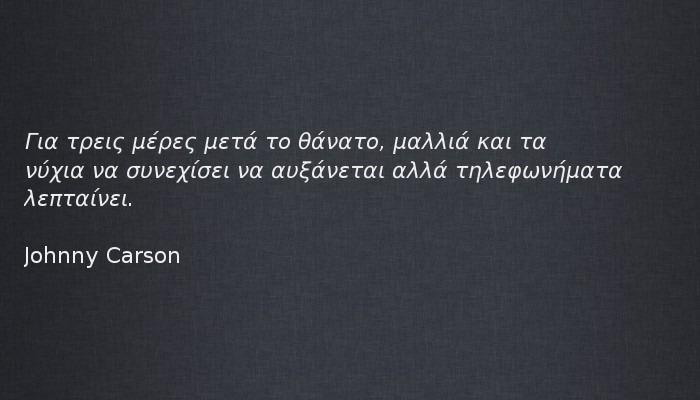 Για τρεις μέρες μετά το θάνατο, μαλλιά και τα
νύχια να συνεχίσει να αυξάνεται αλλά τηλεφωνήματα
λεπταίνει.
Johnny Carson